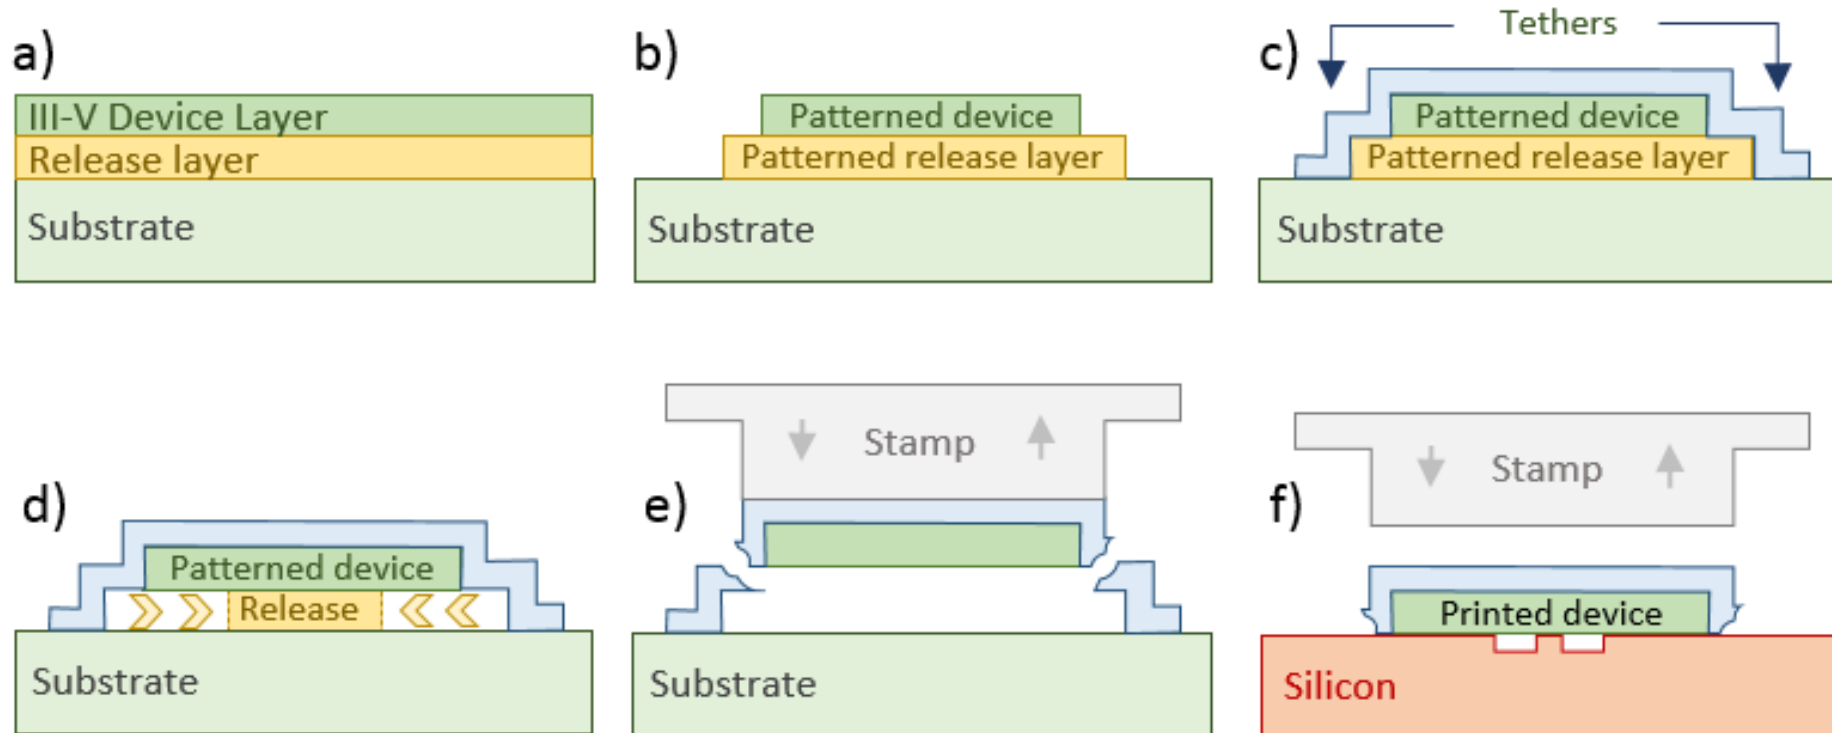 a)
III-V Device Layer
Release layer
Substrate
b)
Patterned device
Patterned release layer
Substrate
c)
Tethers
Patterned device
Patterned release layer
Substrate
d)
Patterned device
Release
Substrate
e)
Stamp
Substrate
f)
Stamp
Printed device
Silicon